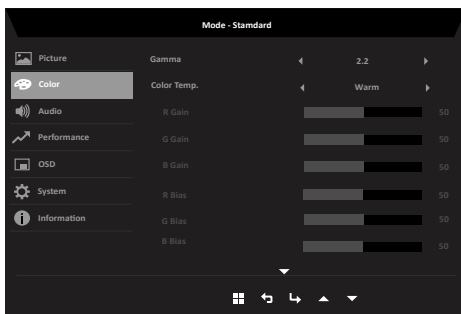 Mode - Standard
Picture
Gamma 2.2
Color
Color Temp. Warm
Audio
R Gain 50
Performance
G Gain 50
OSD
B Gain 50
System
R Bias 50
Information
G Bias 50
B Bias 50